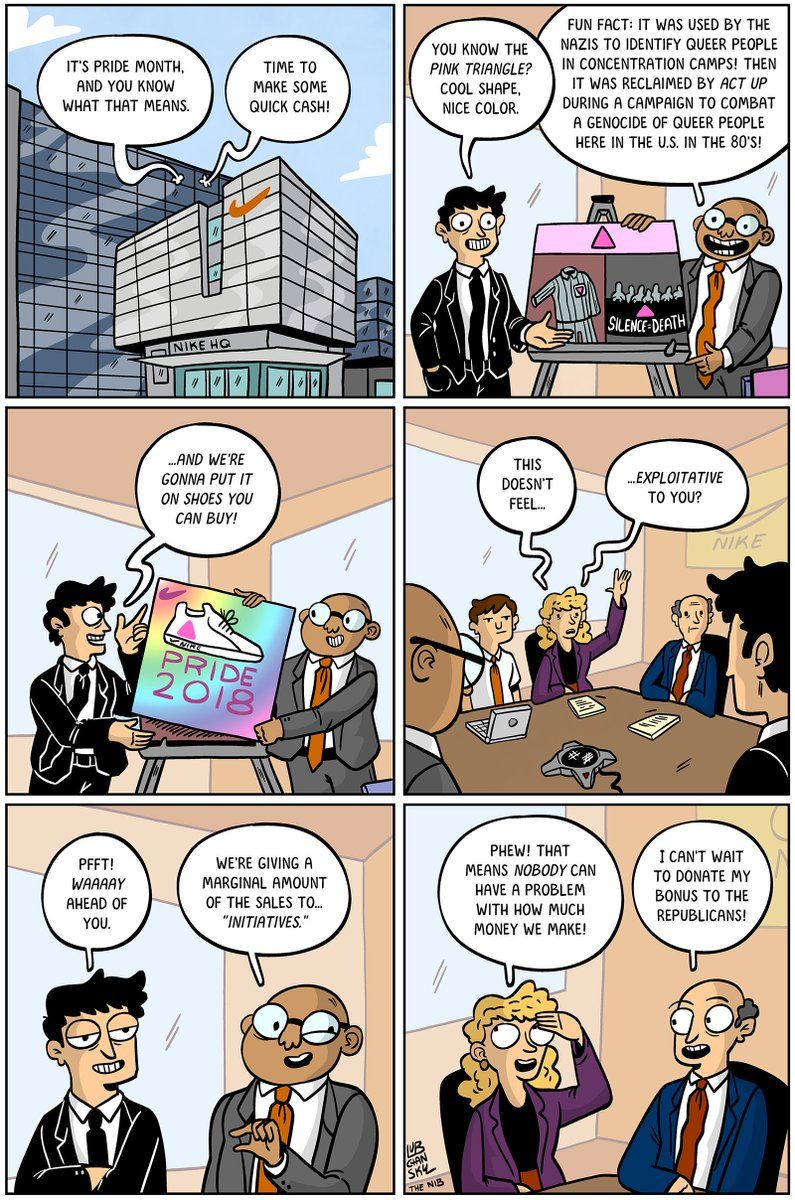 IT'S PRIDE MONTH,
AND YOU KNOW
WHAT THAT MEANS.
TIME TO
MAKE SOME
QUICK CASH!
NIKE HQ
YOU KNOW THE
PINK TRIANGLE?
COOL SHAPE,
NICE COLOR.
FUN FACT: IT WAS USED BY THE
NAZIS TO IDENTIFY QUEER PEOPLE
IN CONCENTRATION CAMPS! THEN
IT WAS RECLAIMED BY ACT UP
DURING A CAMPAIGN TO COMBAT
A GENOCIDE OF QUEER PEOPLE
HERE IN THE U.S. IN THE 80'S!
SILENCE=DEATH
...AND WE'RE
GONNA PUT IT
ON SHOES YOU
CAN BUY!
NIKE
PRIDE
2018
THIS
DOESN'T
FEEL...
...EXPLOITATIVE
TO YOU?
NIKE
PFFT!
WAAAAY
AHEAD OF
YOU.
WE'RE GIVING A
MARGINAL AMOUNT
OF THE SALES TO...
"INITIATIVES."
PHEW! THAT
MEANS NOBODY CAN
HAVE A PROBLEM
WITH HOW MUCH
MONEY WE MAKE!
I CAN'T WAIT
TO DONATE MY
BONUS TO THE
REPUBLICANS!
LUB
CHAN
SKY
THE NIB